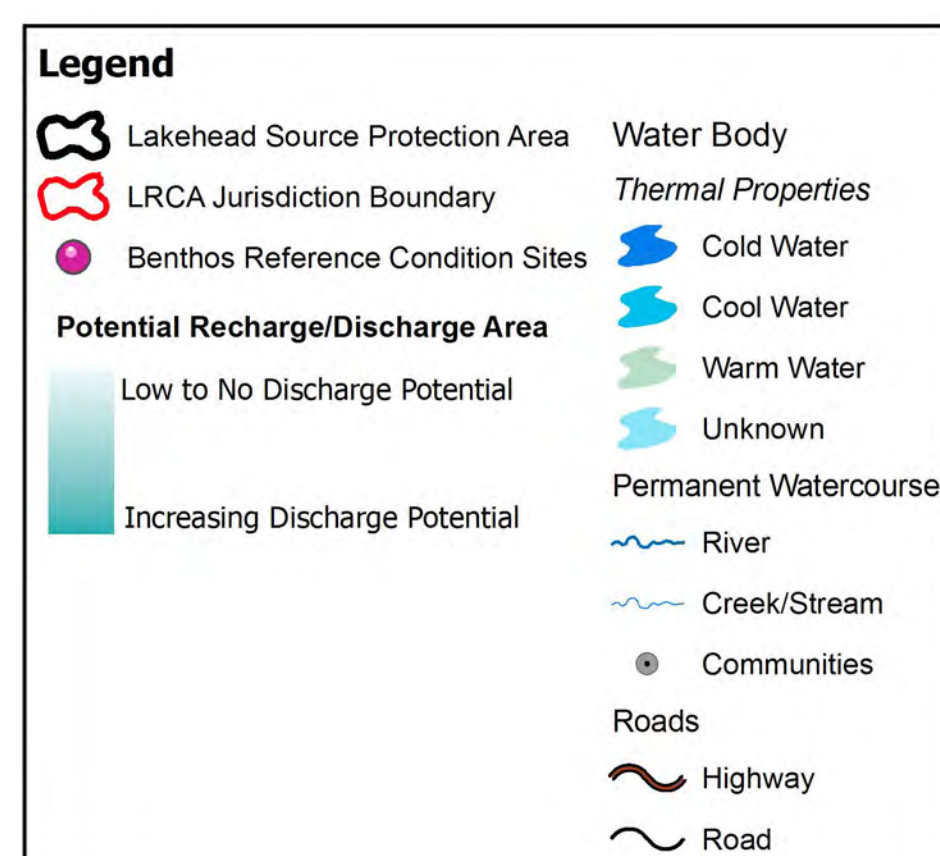 Legend
Lakehead Source Protection Area
LRCA Jurisdiction Boundary
Benthos Reference Condition Sites
Potential Recharge/Discharge Area
Low to No Discharge Potential
Increasing Discharge Potential
Water Body
Thermal Properties
Cold Water
Cool Water
Warm Water
Unknown
Permanent Watercourse
River
Creek/Stream
Communities
Roads
Highway
Road